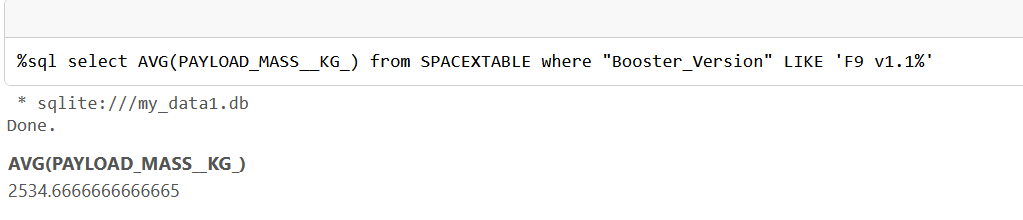 %sql select AVG(PAYLOAD_MASS__KG_) from SPACEXTABLE where "Booster_Version" LIKE 'F9 v1.1%'
* sqlite:///my_data1.db
Done.
AVG(PAYLOAD_MASS__KG_)
2534.6666666666665